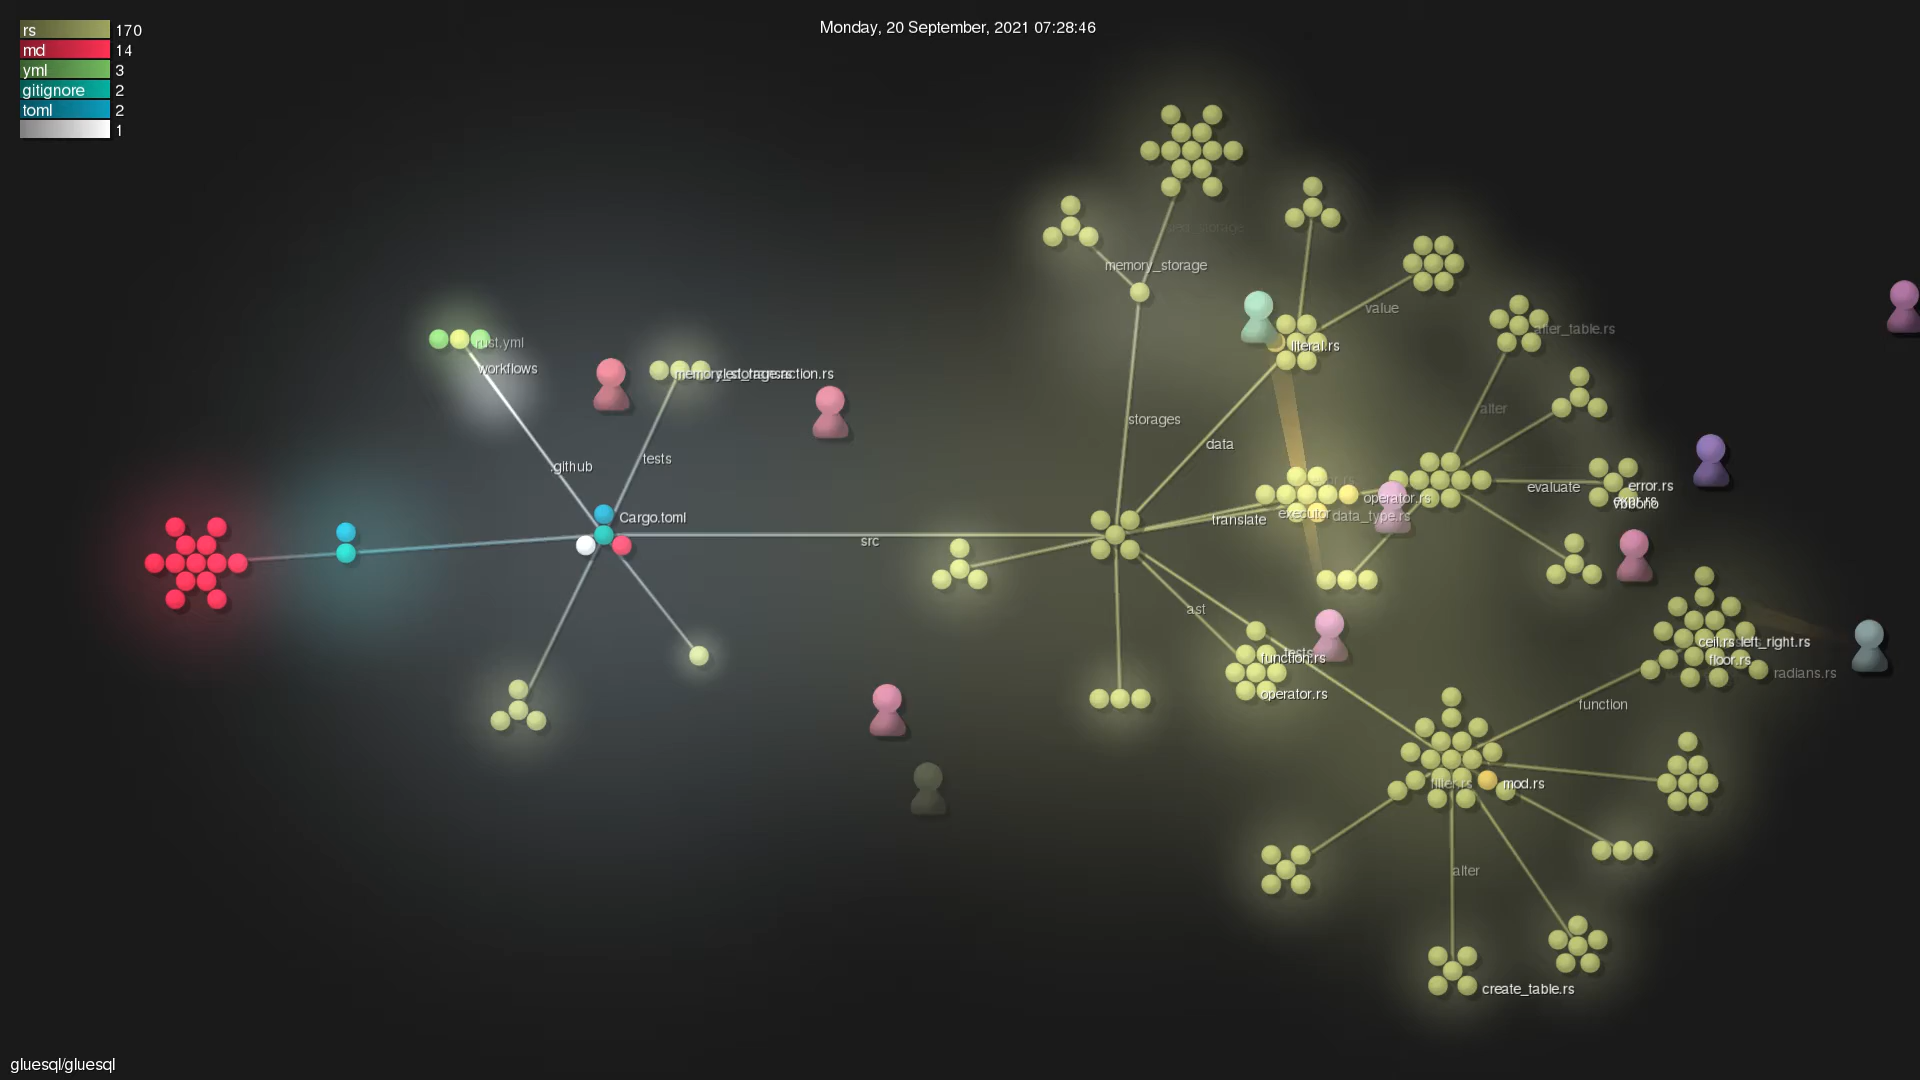 Monday, 20 September, 2021 07:28:46
rs 170
md 14
yml 3
gitignore 2
toml 2
1
memory_storage
value
alter_table.rs
rust.yml
literal.rs
workflows
storages
alter
data
tests
.github
evaluate
error.rs
operator.rs
Cargo.toml
translate
executor
data_type.rs
src
ast
tests
function.rs
operator.rs
ceil.rs
left_right.rs
floor.rs
radians.rs
function
filter.rs
mod.rs
alter
create_table.rs
gluesql/gluesql